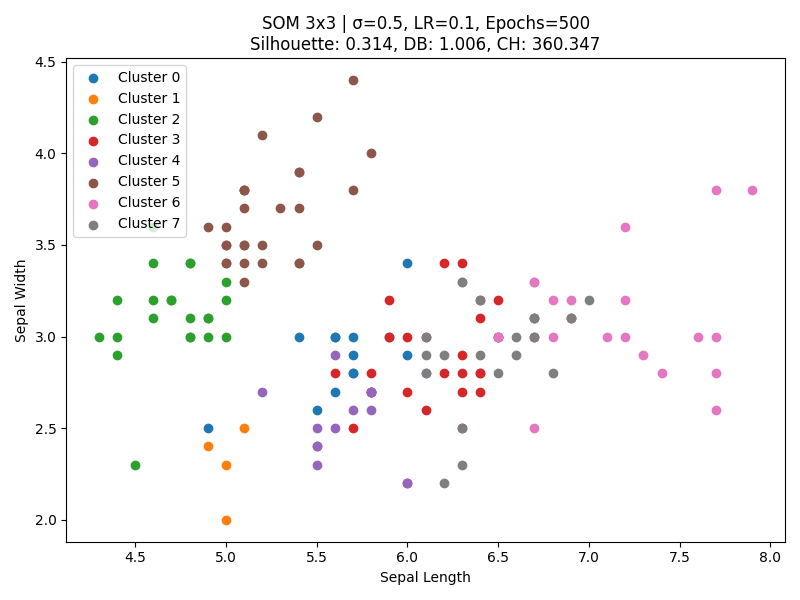 SOM 3x3 | σ=0.5, LR=0.1, Epochs=500
Silhouette: 0.314, DB: 1.006, CH: 360.347
Cluster 0
Cluster 1
Cluster 2
Cluster 3
Cluster 4
Cluster 5
Cluster 6
Cluster 7
Sepal Width
4.5
4.0
3.5
3.0
2.5
2.0
4.5 5.0 5.5 6.0 6.5 7.0 7.5 8.0
Sepal Length